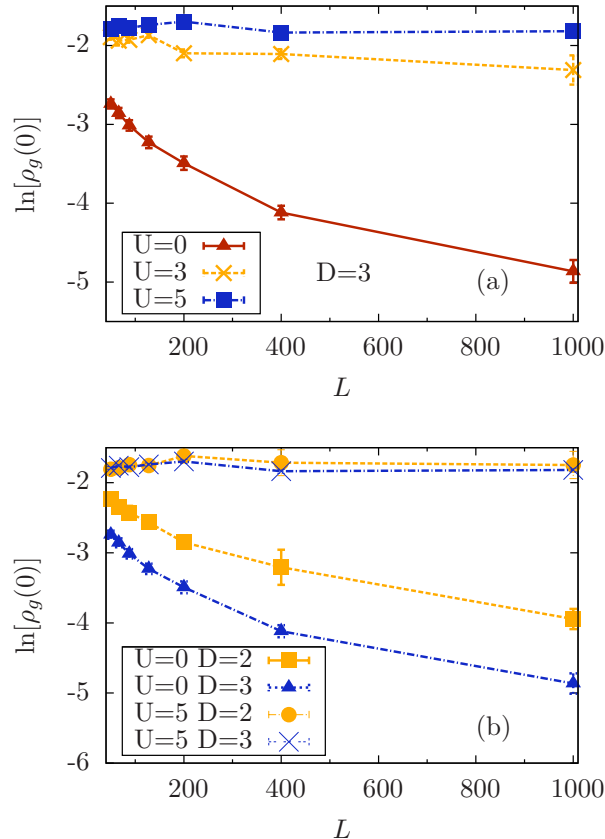 -2
-3
-4
-5
ln[ρg(0)]
U=0
U=3
U=5
D=3
(a)
200 400 600 800 1000
L
-2
-3
-4
-5
-6
ln[ρg(0)]
U=0 D=2
U=0 D=3
U=5 D=2
U=5 D=3
(b)
200 400 600 800 1000
L